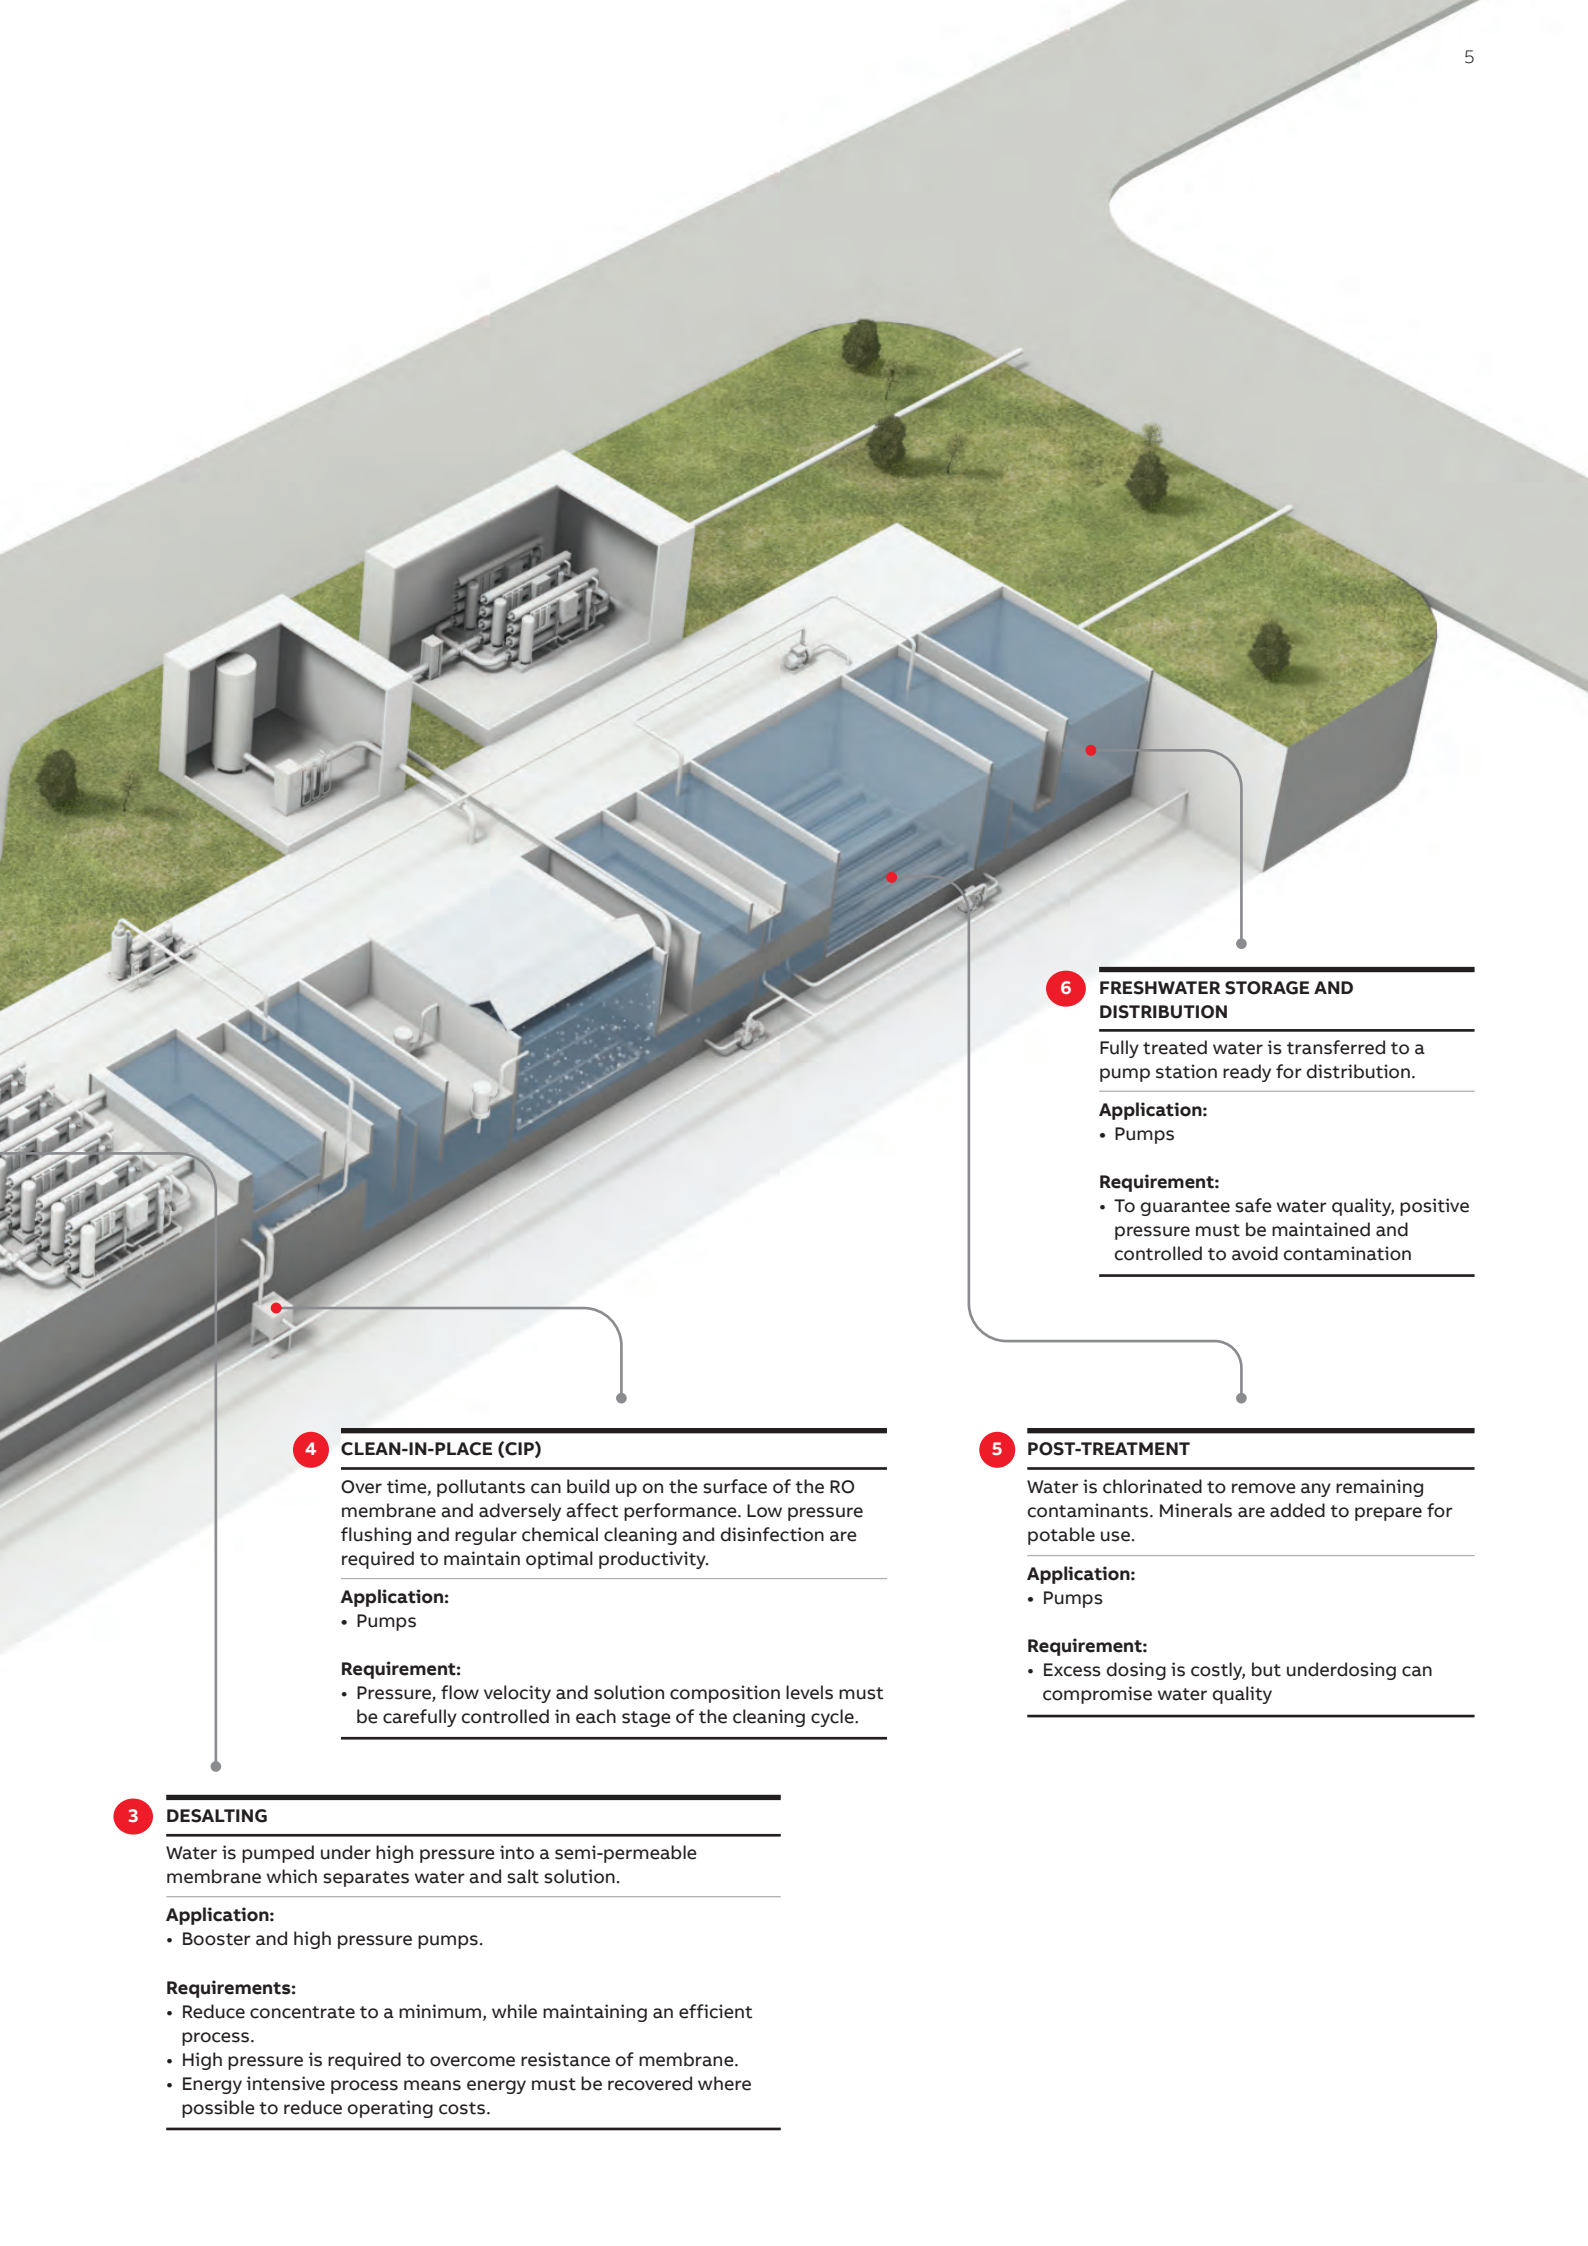 5
6
FRESHWATER STORAGE AND
DISTRIBUTION
Fully treated water is transferred to a
pump station ready for distribution.
Application:
• Pumps
Requirement:
• To guarantee safe water quality, positive
pressure must be maintained and
controlled to avoid contamination
4
CLEAN-IN-PLACE (CIP)
Over time, pollutants can build up on the surface of the RO
membrane and adversely affect performance. Low pressure
flushing and regular chemical cleaning and disinfection are
required to maintain optimal productivity.
Application:
• Pumps
Requirement:
• Pressure, flow velocity and solution composition levels must
be carefully controlled in each stage of the cleaning cycle.
5
POST-TREATMENT
Water is chlorinated to remove any remaining
contaminants. Minerals are added to prepare for
potable use.
Application:
• Pumps
Requirement:
• Excess dosing is costly, but underdosing can
compromise water quality
3
DESALTING
Water is pumped under high pressure into a semi-permeable
membrane which separates water and salt solution.
Application:
• Booster and high pressure pumps.
Requirements:
• Reduce concentrate to a minimum, while maintaining an efficient
process.
• High pressure is required to overcome resistance of membrane.
• Energy intensive process means energy must be recovered where
possible to reduce operating costs.